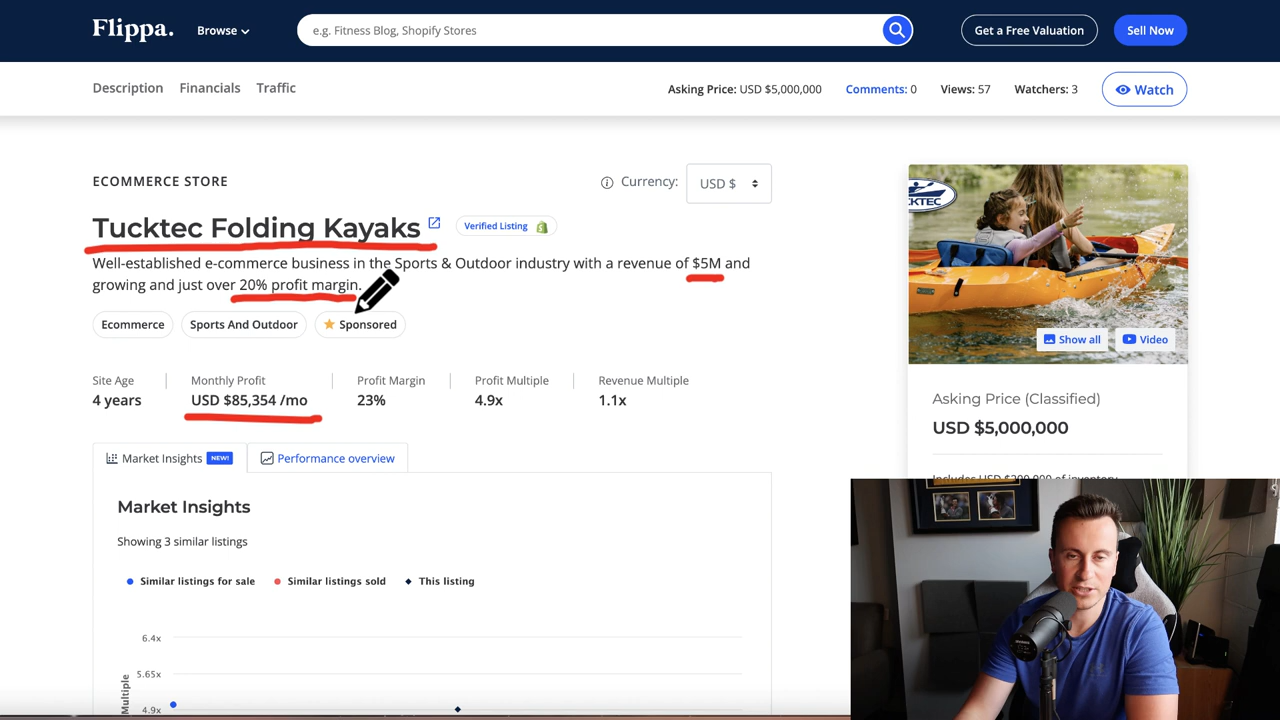 Flippa.
Browse
e.g. Fitness Blog, Shopify Stores
Get a Free Valuation
Sell Now
Description Financials Traffic
Asking Price: USD $5,000,000
Comments: 0
Views: 57
Watchers: 3
Watch
ECOMMERCE STORE
Currency: USD $
Tucktec Folding Kayaks
Verified Listing
Well-established e-commerce business in the Sports & Outdoor industry with a revenue of $5M and
growing and just over 20% profit margin.
Ecommerce
Sports And Outdoor
Sponsored
Site Age
4 years
Monthly Profit
USD $85,354 /mo
Profit Margin
23%
Profit Multiple
4.9x
Revenue Multiple
1.1x
Market Insights NEW!
Performance overview
Market Insights
Showing 3 similar listings
Similar listings for sale
Similar listings sold
This listing
6.4x
5.65x
4.9x
Multiple
CKTEC
Show all
Video
Asking Price (Classified)
USD $5,000,000